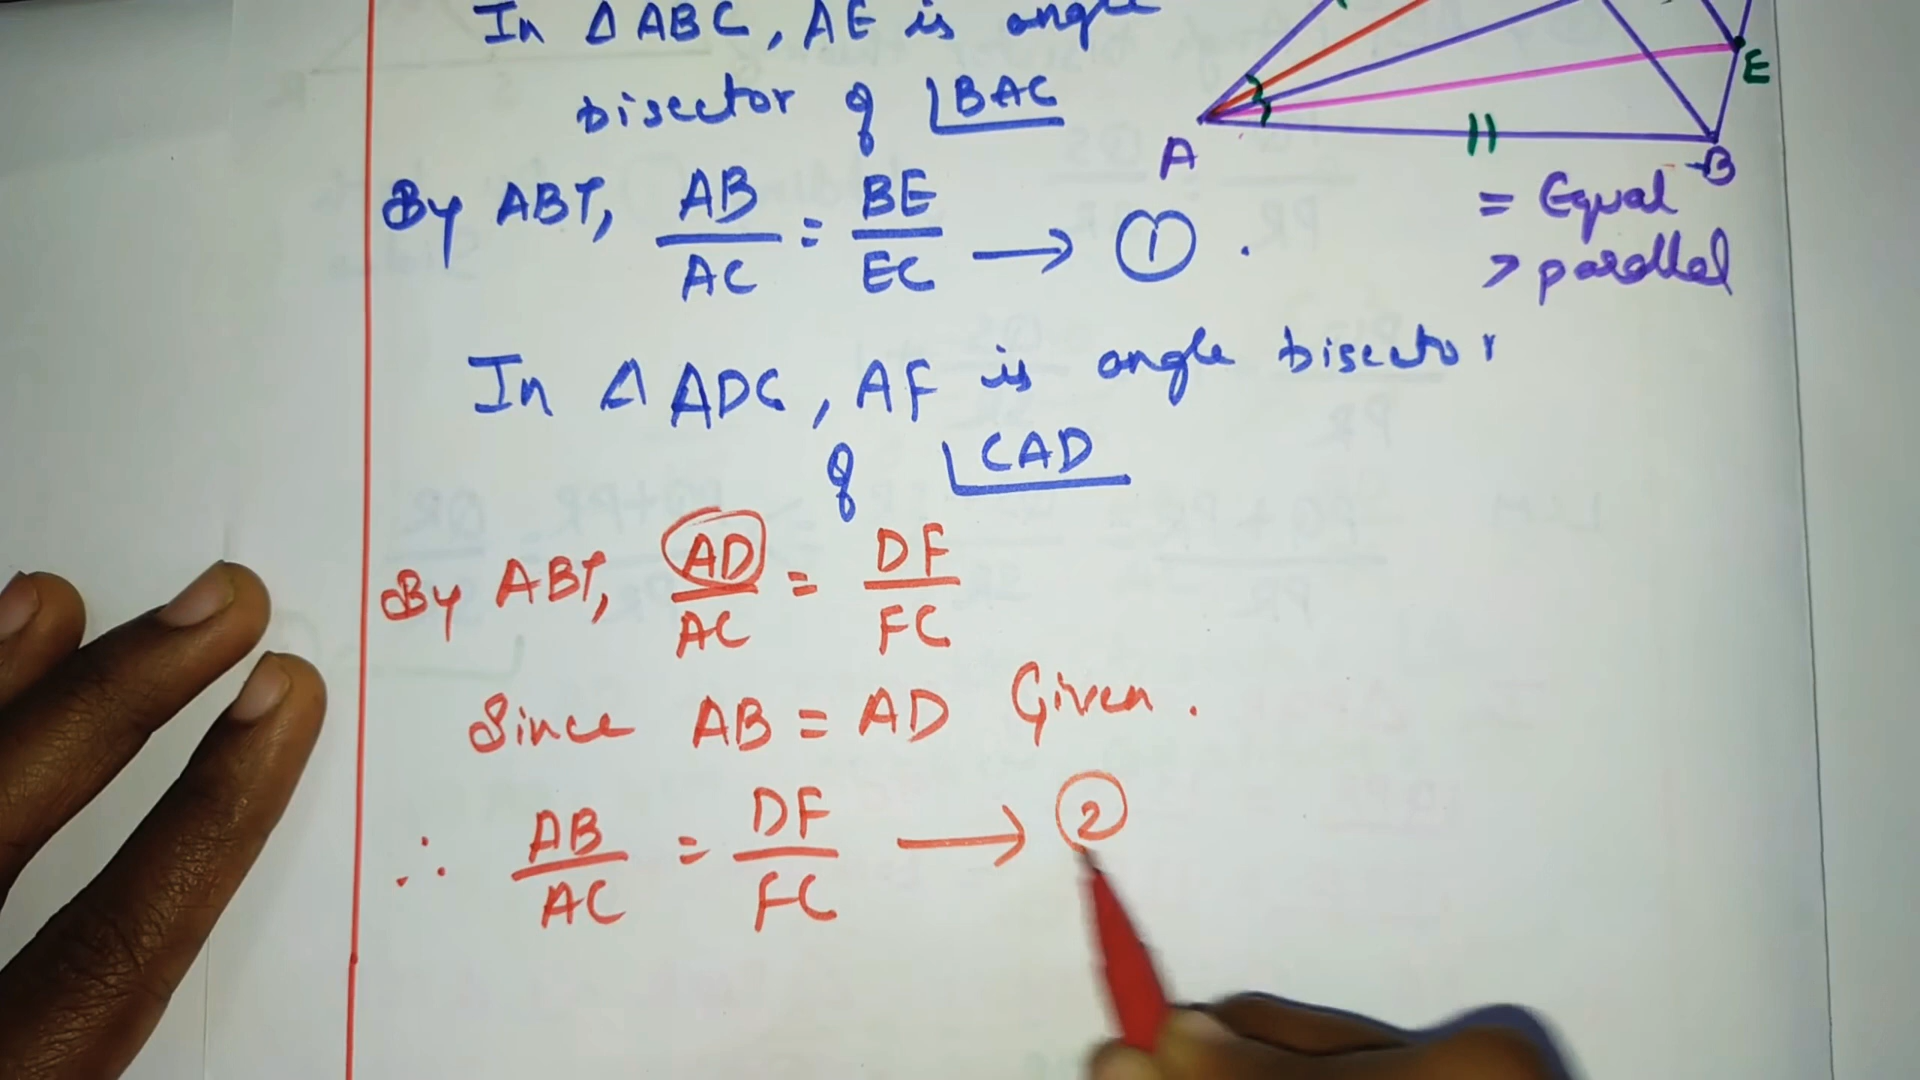 In ΔABC, AE is angle
bisector of ∠BAC
By ABT, AB/AC = BE/EC → ①.
A
B
E
= Equal
> parallel
In ΔADC, AF is angle bisector
of ∠CAD
By ABT, AD/AC = DF/FC
Since AB = AD Given.
∴ AB/AC = DF/FC → ②